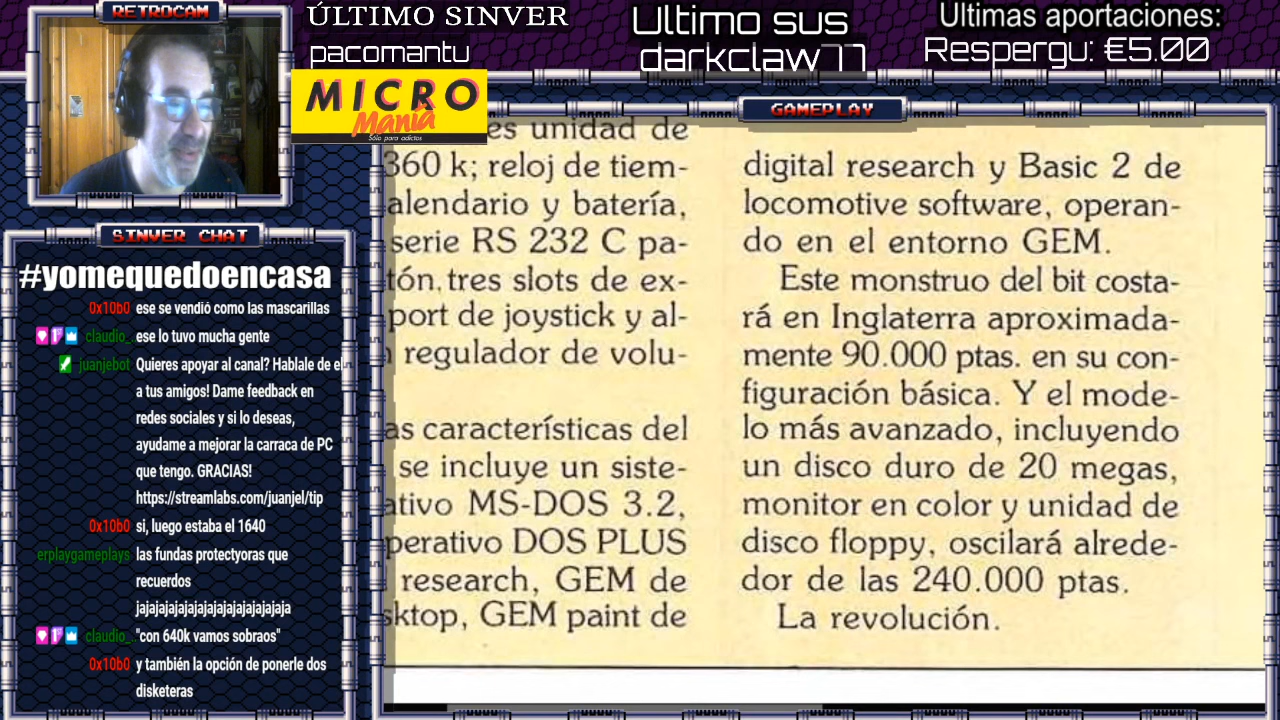 RETROCAM
ÚLTIMO SINVER
pacomantu
MICRO
Manía
Sólo para adictos
Ultimo sus
darkclaw77
Ultimas aportaciones:
Respergu: €5.00
GAMEPLAY
SINVER CHAT
#yomequedoencasa
0x10b0 ese se vendió como las mascarillas
claudio_.. ese lo tuvo mucha gente
juanjebot Quieres apoyar al canal? Hablale de el
a tus amigos! Dame feedback en
redes sociales y si lo deseas,
ayudame a mejorar la carraca de PC
que tengo. GRACIAS!
https://streamlabs.com/juanjel/tip
0x10b0 si, luego estaba el 1640
erplaygameplays las fundas protectyoras que
recuerdos
jajajajajajajajajajajajajaja
claudio_.. "con 640k vamos sobraos"
0x10b0 y también la opción de ponerle dos
disketeras
es unidad de
360 k; reloj de tiem-
alendario y batería,
serie RS 232 C pa-
tón, tres slots de ex-
port de joystick y al-
regulador de volu-
as características del
se incluye un siste-
ativo MS-DOS 3.2,
perativo DOS PLUS
research, GEM de
sktop, GEM paint de
digital research y Basic 2 de
locomotive software, operan-
do en el entorno GEM.
Este monstruo del bit costa-
rá en Inglaterra aproximada-
mente 90.000 ptas. en su con-
figuración básica. Y el mode-
lo más avanzado, incluyendo
un disco duro de 20 megas,
monitor en color y unidad de
disco floppy, oscilará alrede-
dor de las 240.000 ptas.
La revolución.